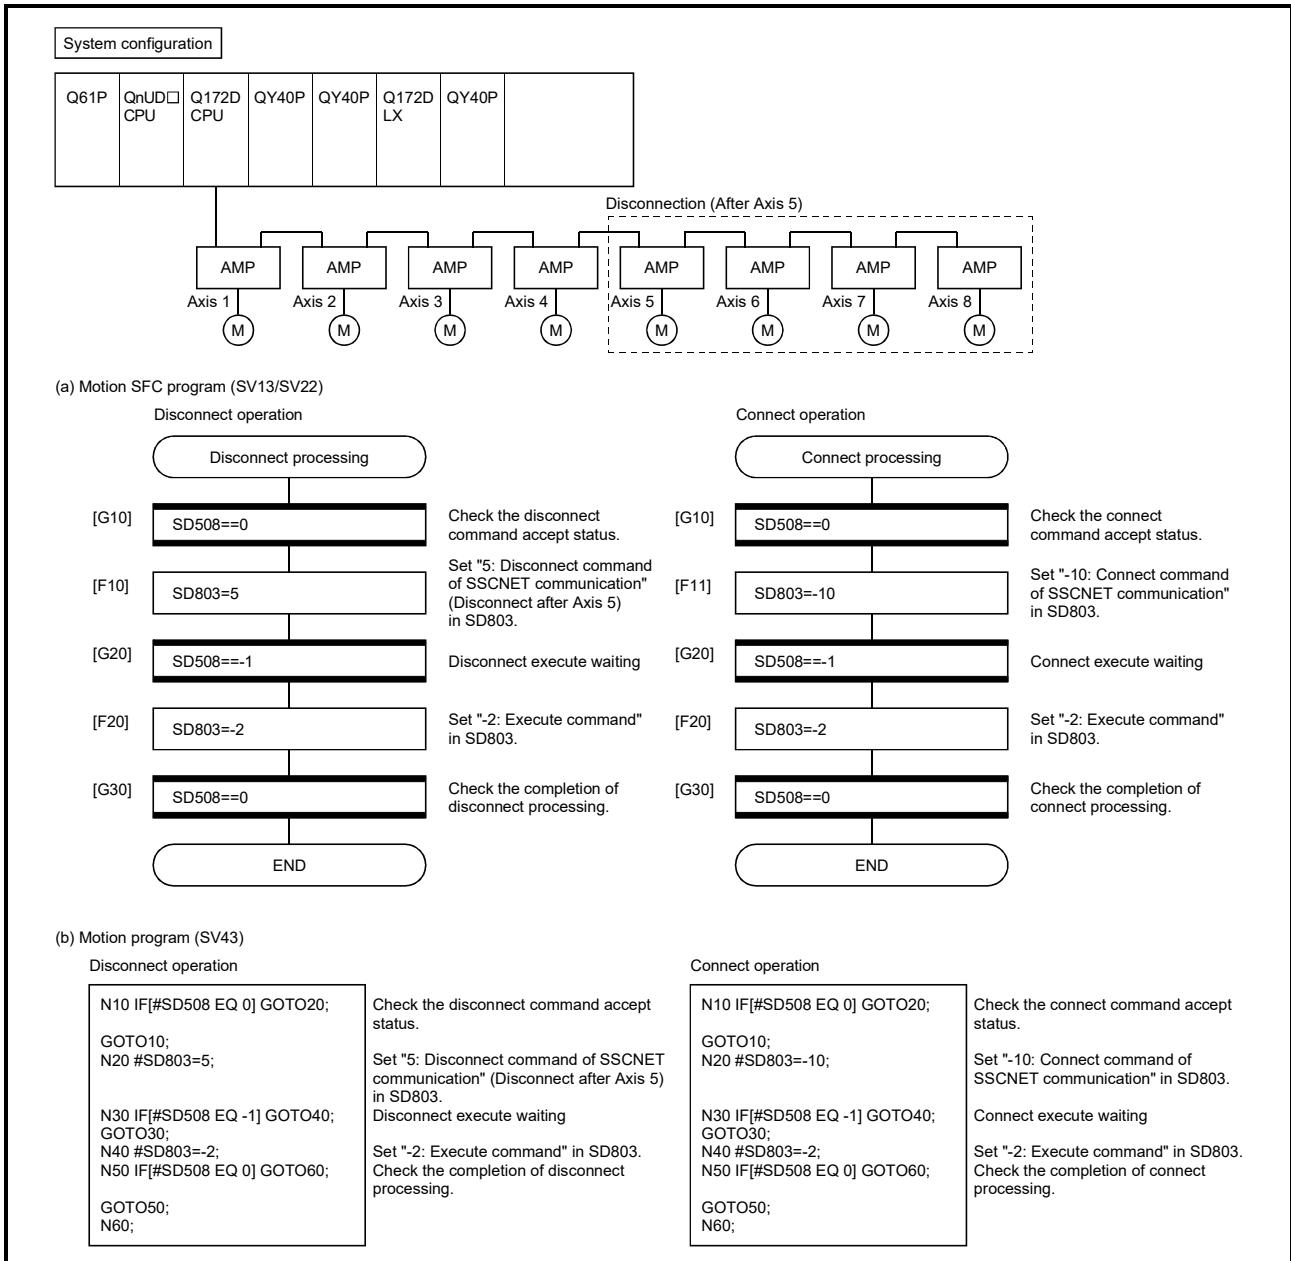 System configuration
Q61P QnUD□ Q172D QY40P QY40P Q172D QY40P
CPU CPU LX
Disconnection (After Axis 5)
AMP AMP AMP AMP AMP AMP AMP AMP
Axis 1 Axis 2 Axis 3 Axis 4 Axis 5 Axis 6 Axis 7 Axis 8
M M M M M M M M
(a) Motion SFC program (SV13/SV22)
Disconnect operation
Disconnect processing
[G10] SD508==0
Check the disconnect
command accept status.
[F10] SD803=5
Set "5: Disconnect command
of SSCNET communication"
(Disconnect after Axis 5)
in SD803.
[G20] SD508==-1
Disconnect execute waiting
[F20] SD803=-2
Set "-2: Execute command"
in SD803.
[G30] SD508==0
Check the completion of
disconnect processing.
END
Connect operation
Connect processing
[G10] SD508==0
Check the connect
command accept status.
[F11] SD803=-10
Set "-10: Connect command
of SSCNET communication"
in SD803.
[G20] SD508==-1
Connect execute waiting
[F20] SD803=-2
Set "-2: Execute command"
in SD803.
[G30] SD508==0
Check the completion of
connect processing.
END
(b) Motion program (SV43)
Disconnect operation
N10 IF[#SD508 EQ 0] GOTO20; Check the disconnect command accept
status.
GOTO10;
N20 #SD803=5; Set "5: Disconnect command of SSCNET
communication" (Disconnect after Axis 5)
in SD803.
N30 IF[#SD508 EQ -1] GOTO40; Disconnect execute waiting
GOTO30;
N40 #SD803=-2; Set "-2: Execute command" in SD803.
N50 IF[#SD508 EQ 0] GOTO60; Check the completion of disconnect
processing.
GOTO50;
N60;
Connect operation
N10 IF[#SD508 EQ 0] GOTO20; Check the connect command accept
status.
GOTO10;
N20 #SD803=-10; Set "-10: Connect command of
SSCNET communication" in SD803.
N30 IF[#SD508 EQ -1] GOTO40; Connect execute waiting
GOTO30;
N40 #SD803=-2; Set "-2: Execute command" in SD803.
N50 IF[#SD508 EQ 0] GOTO60; Check the completion of connect
processing.
GOTO50;
N60;